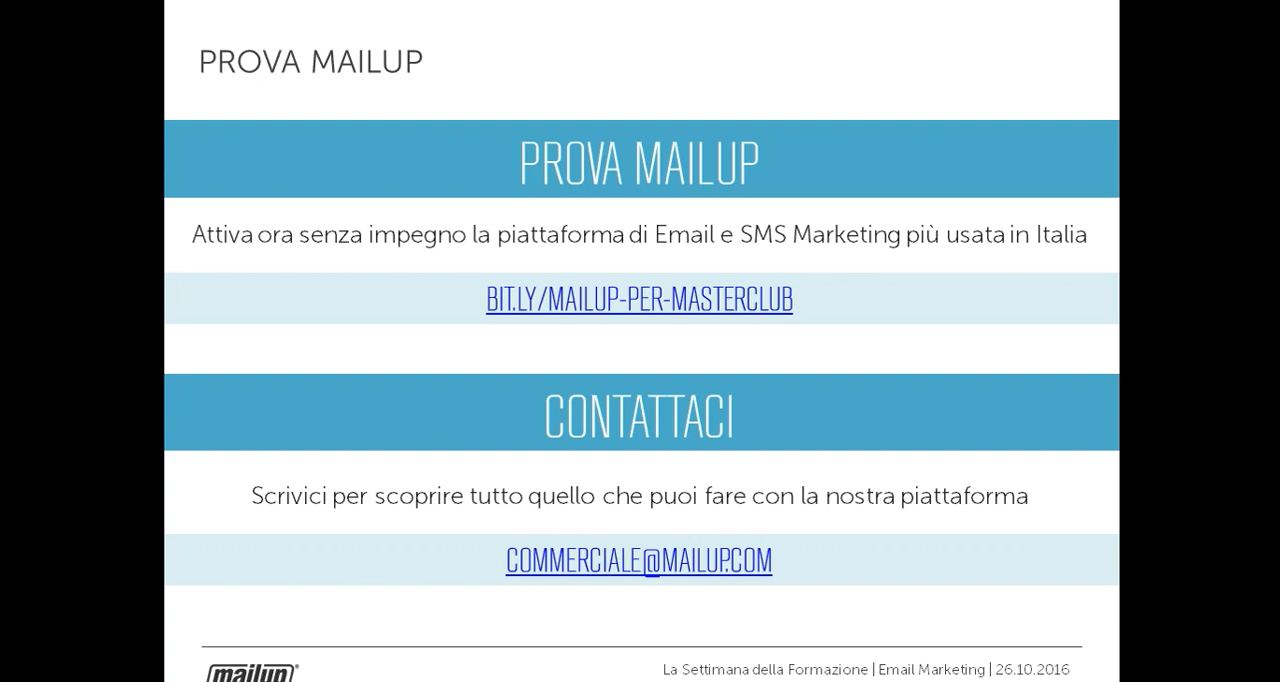 PROVA MAILUP
PROVA MAILUP
Attiva ora senza impegno la piattaforma di Email e SMS Marketing più usata in Italia
BIT.LY/MAILUP-PER-MASTERCLUB
CONTATTACI
Scrivici per scoprire tutto quello che puoi fare con la nostra piattaforma
COMMERCIALE@MAILUP.COM
mailup®
La Settimana della Formazione | Email Marketing | 26.10.2016